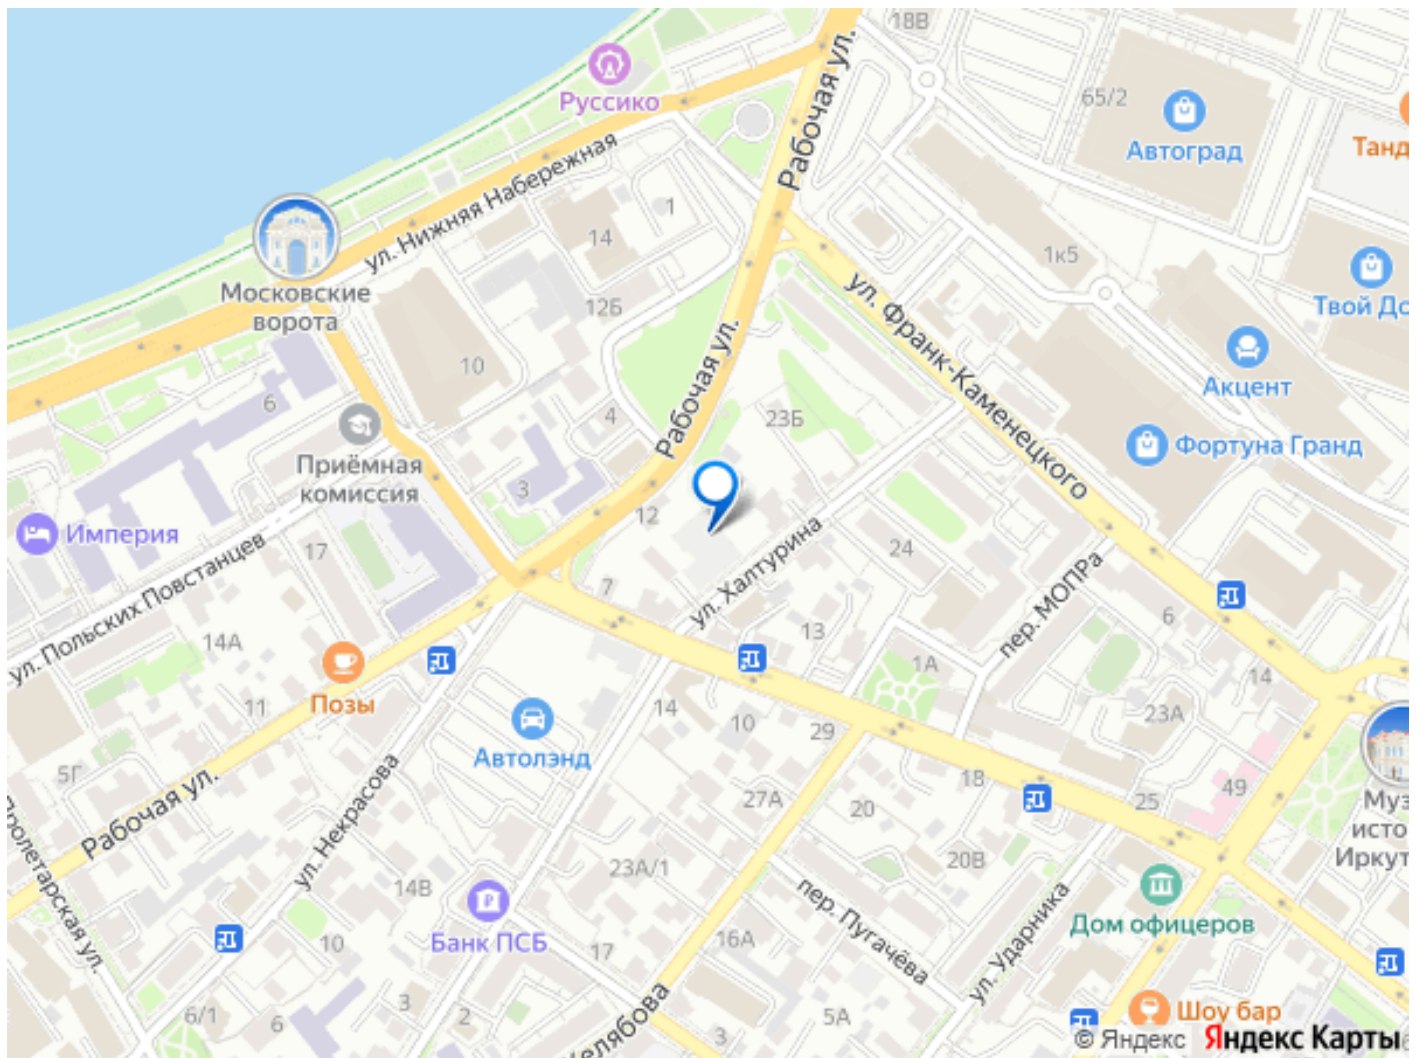 18В
Рабочая ул.
Руссико
65/2
Автоград
Танд
ул. Нижняя Набережная
1
14
1к5
Твой До
Московские
ворота
12Б
ул. Франк-Каменецкого
Рабочая ул.
10
Акцент
6
4
23Б
Фортуна Гранд
Приёмная
комиссия
3
12
Империя
17
24
ул. Халтурина
ул. Польских Повстанцев
7
пер. МОПРа
6
14А
13
1А
14
Позы
11
14
10
29
23А
Автолэнд
5Г
18
49
Рабочая ул.
ул. Некрасова
27А
20
25
Муз
исто
Иркут
Пролетарская ул.
23А/1
20В
14В
пер. Пугачёва
ул. Ударника
Дом офицеров
Банк ПСБ
10
17
16А
6/1
6
3
2
3
5А
Шоу бар
Желябова
© Яндекс Яндекс Карты